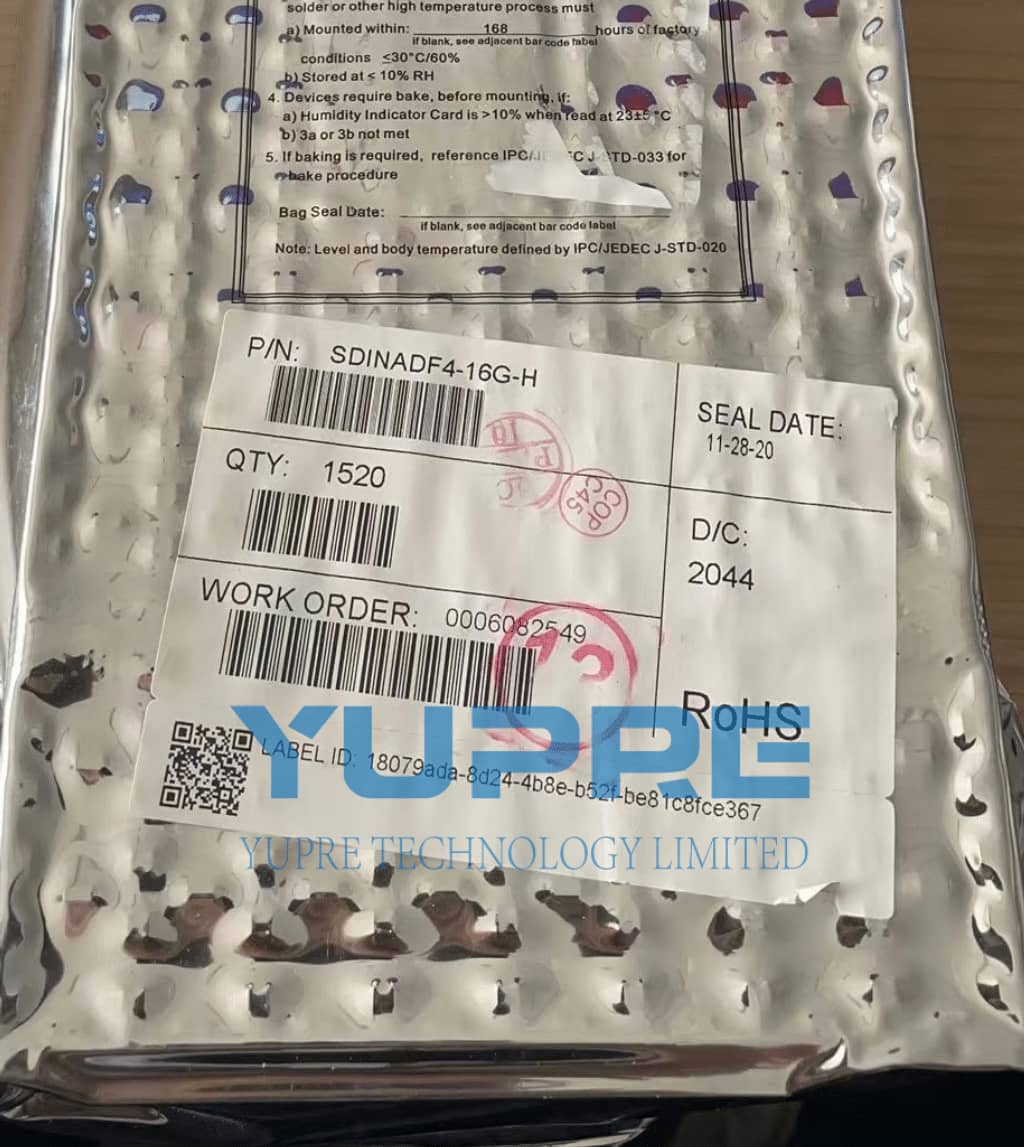 solder or other high temperature process must
a) Mounted within: 168 hours of factory
if blank, see adjacent bar code label
conditions ≤30°C/60%
b) Stored at ≤ 10% RH
4. Devices require bake, before mounting, if:
a) Humidity Indicator Card is >10% when read at 23±5 °C
b) 3a or 3b not met
5. If baking is required, reference J-STD-033 for
bake procedure
Bag Seal Date:
if blank, see adjacent bar code label
Note: Level and body temperature defined by IPC/JEDEC J-STD-020
P/N: SDINADF4-16G-H
SEAL DATE:
11-28-20
QTY: 1520
COP
C45
D/C:
2044
WORK ORDER: 0006082549
RoHS
YUPRE
LABEL ID: 18079ada-8d24-4b8e-b52f-be81c8fce367
YUPRE TECHNOLOGY LIMITED